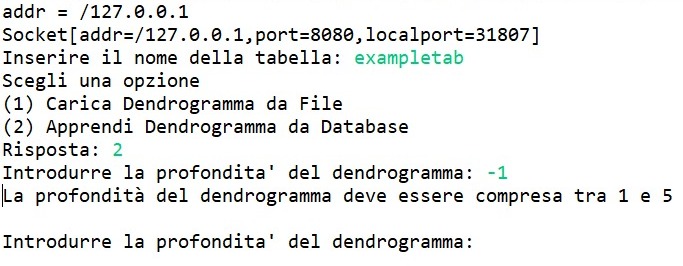 addr = /127.0.0.1
Socket[addr=/127.0.0.1,port=8080,localport=31807]
Inserire il nome della tabella: exampletab
Scegli una opzione
(1) Carica Dendrogramma da File
(2) Apprendi Dendrogramma da Database
Risposta: 2
Introdurre la profondita' del dendrogramma: -1
La profondità del dendrogramma deve essere compresa tra 1 e 5
Introdurre la profondita' del dendrogramma: